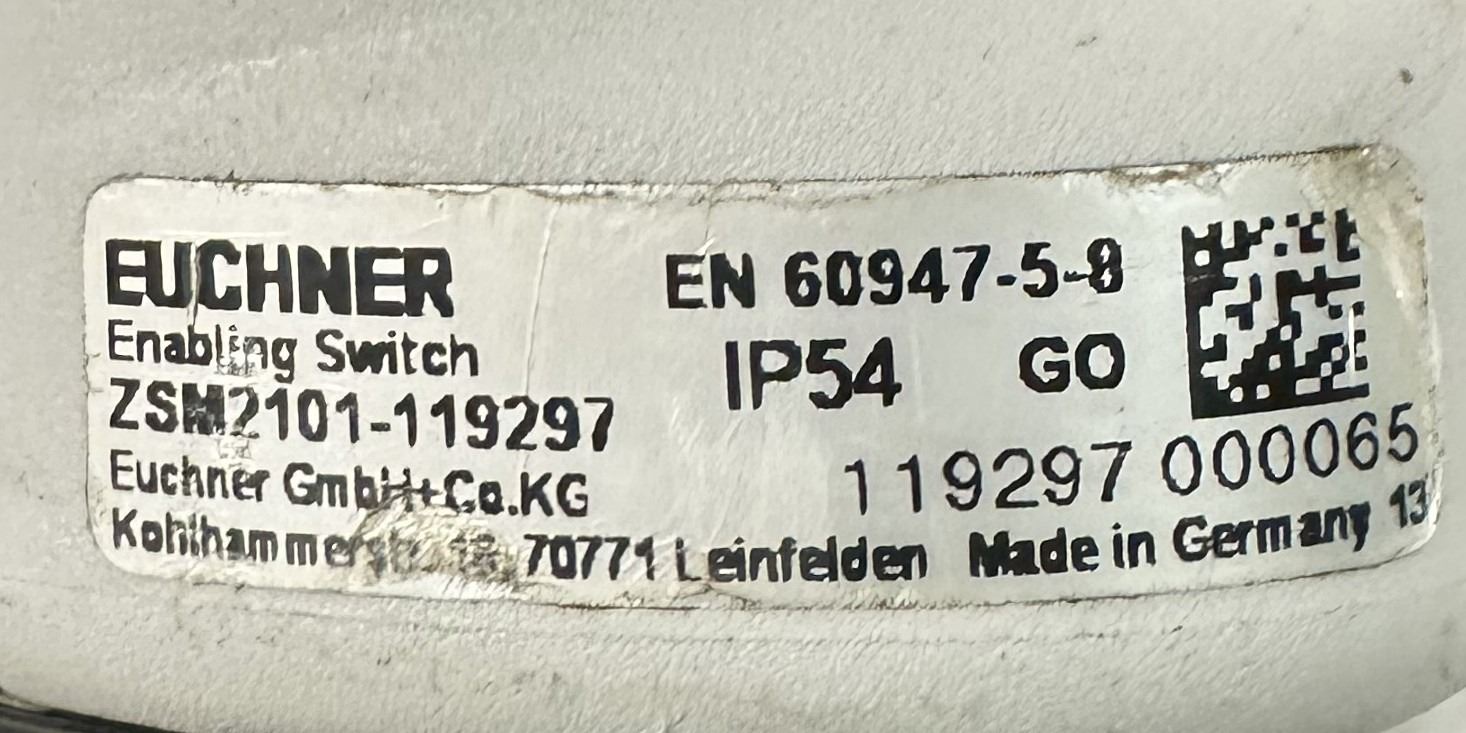 EUCHNER
Enabling Switch
ZSM2101-119297
Euchner GmbH+Co.KG
Kohlhammerstr. 70771 Leinfelden
EN 60947-5-8
IP54 GO
119297 000065
Made in Germany 13